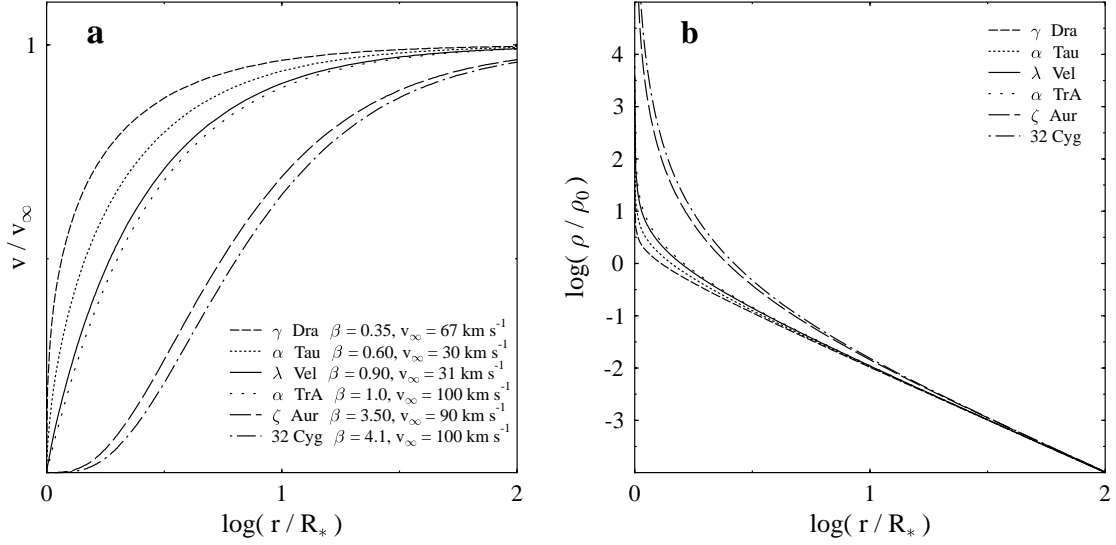 a
1
v / v∞
γ Dra β = 0.35, v∞ = 67 km s⁻¹
α Tau β = 0.60, v∞ = 30 km s⁻¹
λ Vel β = 0.90, v∞ = 31 km s⁻¹
α TrA β = 1.0, v∞ = 100 km s⁻¹
ζ Aur β = 3.50, v∞ = 90 km s⁻¹
32 Cyg β = 4.1, v∞ = 100 km s⁻¹
0
1
2
log( r / R* )
b
γ Dra
α Tau
λ Vel
α TrA
ζ Aur
32 Cyg
4
3
2
1
0
-1
-2
-3
log( ρ / ρ₀ )
0
1
2
log( r / R* )